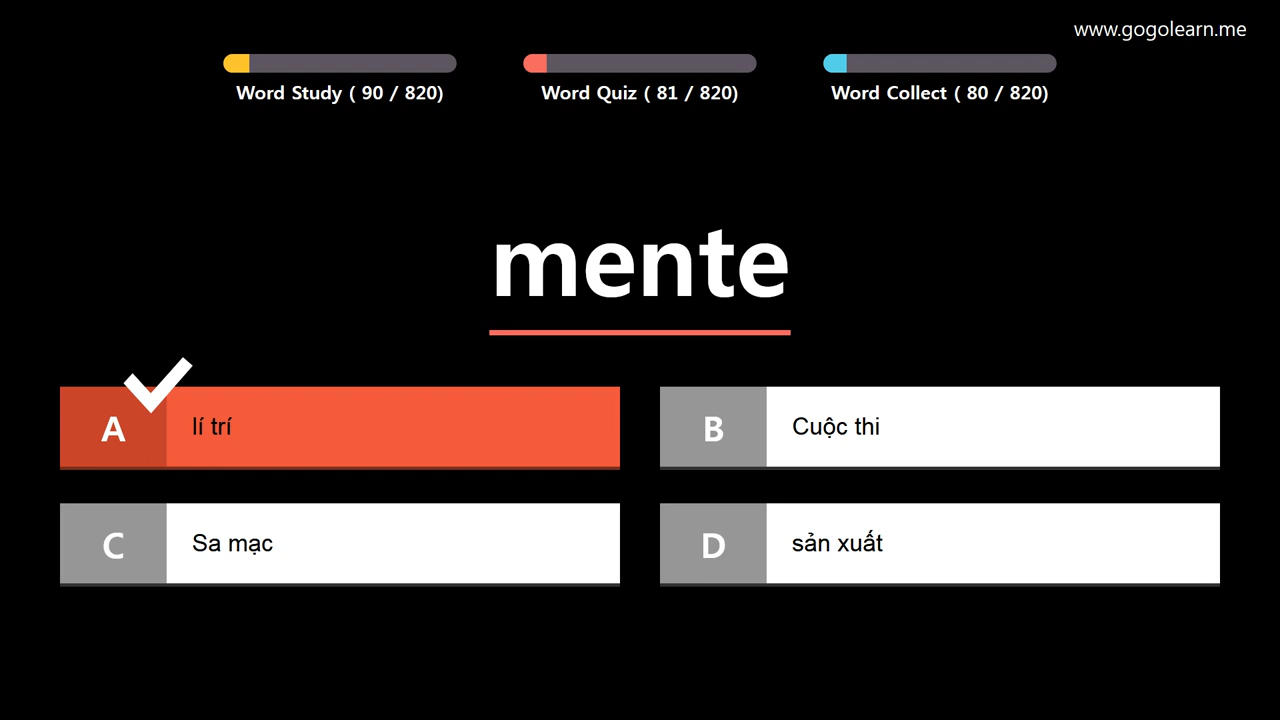 www.gogolearn.me
Word Study ( 90 / 820)
Word Quiz ( 81 / 820)
Word Collect ( 80 / 820)
mente
A
lí trí
B
Cuộc thi
C
Sa mạc
D
sản xuất